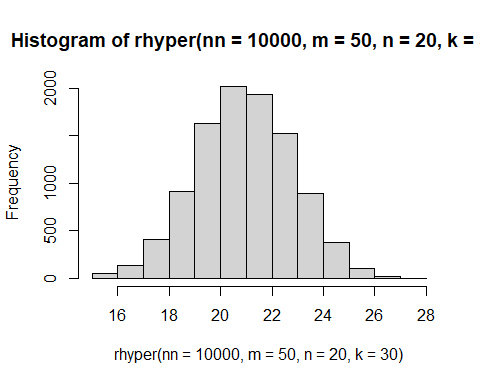 Histogram of rhyper(nn = 10000, m = 50, n = 20, k =
2000
1000
500
0
Frequency
16 18 20 22 24 26 28
rhyper(nn = 10000, m = 50, n = 20, k = 30)